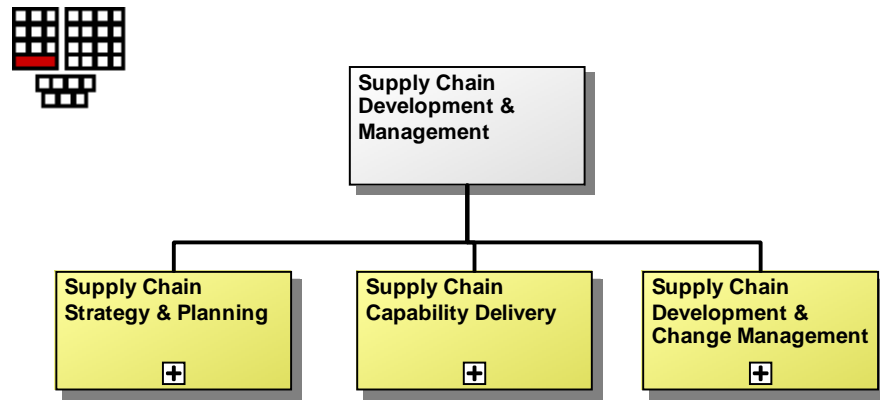 Supply Chain
Development &
Management
Supply Chain
Strategy & Planning
Supply Chain
Capability Delivery
Supply Chain
Development &
Change Management